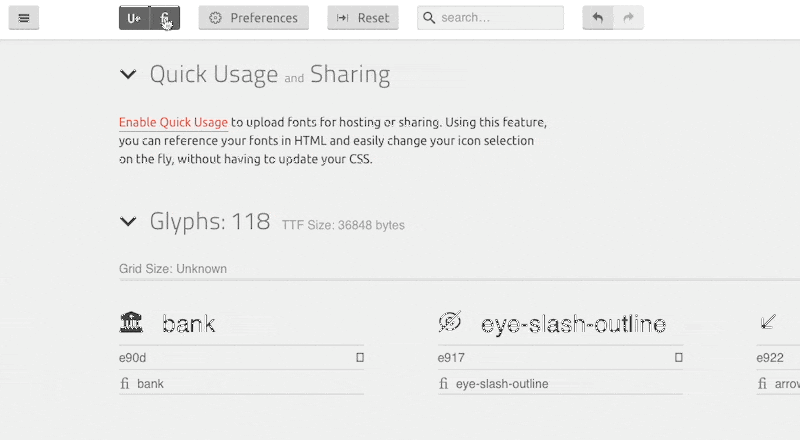 U+ fi Preferences Reset search...
Quick Usage and Sharing
Enable Quick Usage to upload fonts for hosting or sharing. Using this feature,
you can reference your fonts in HTML and easily change your icon selection
on the fly, without having to update your CSS.
Glyphs: 118 TTF Size: 36848 bytes
Grid Size: Unknown
bank eye-slash-outline
e90d e917 e922
fi bank fi eye-slash-outline fi arrow